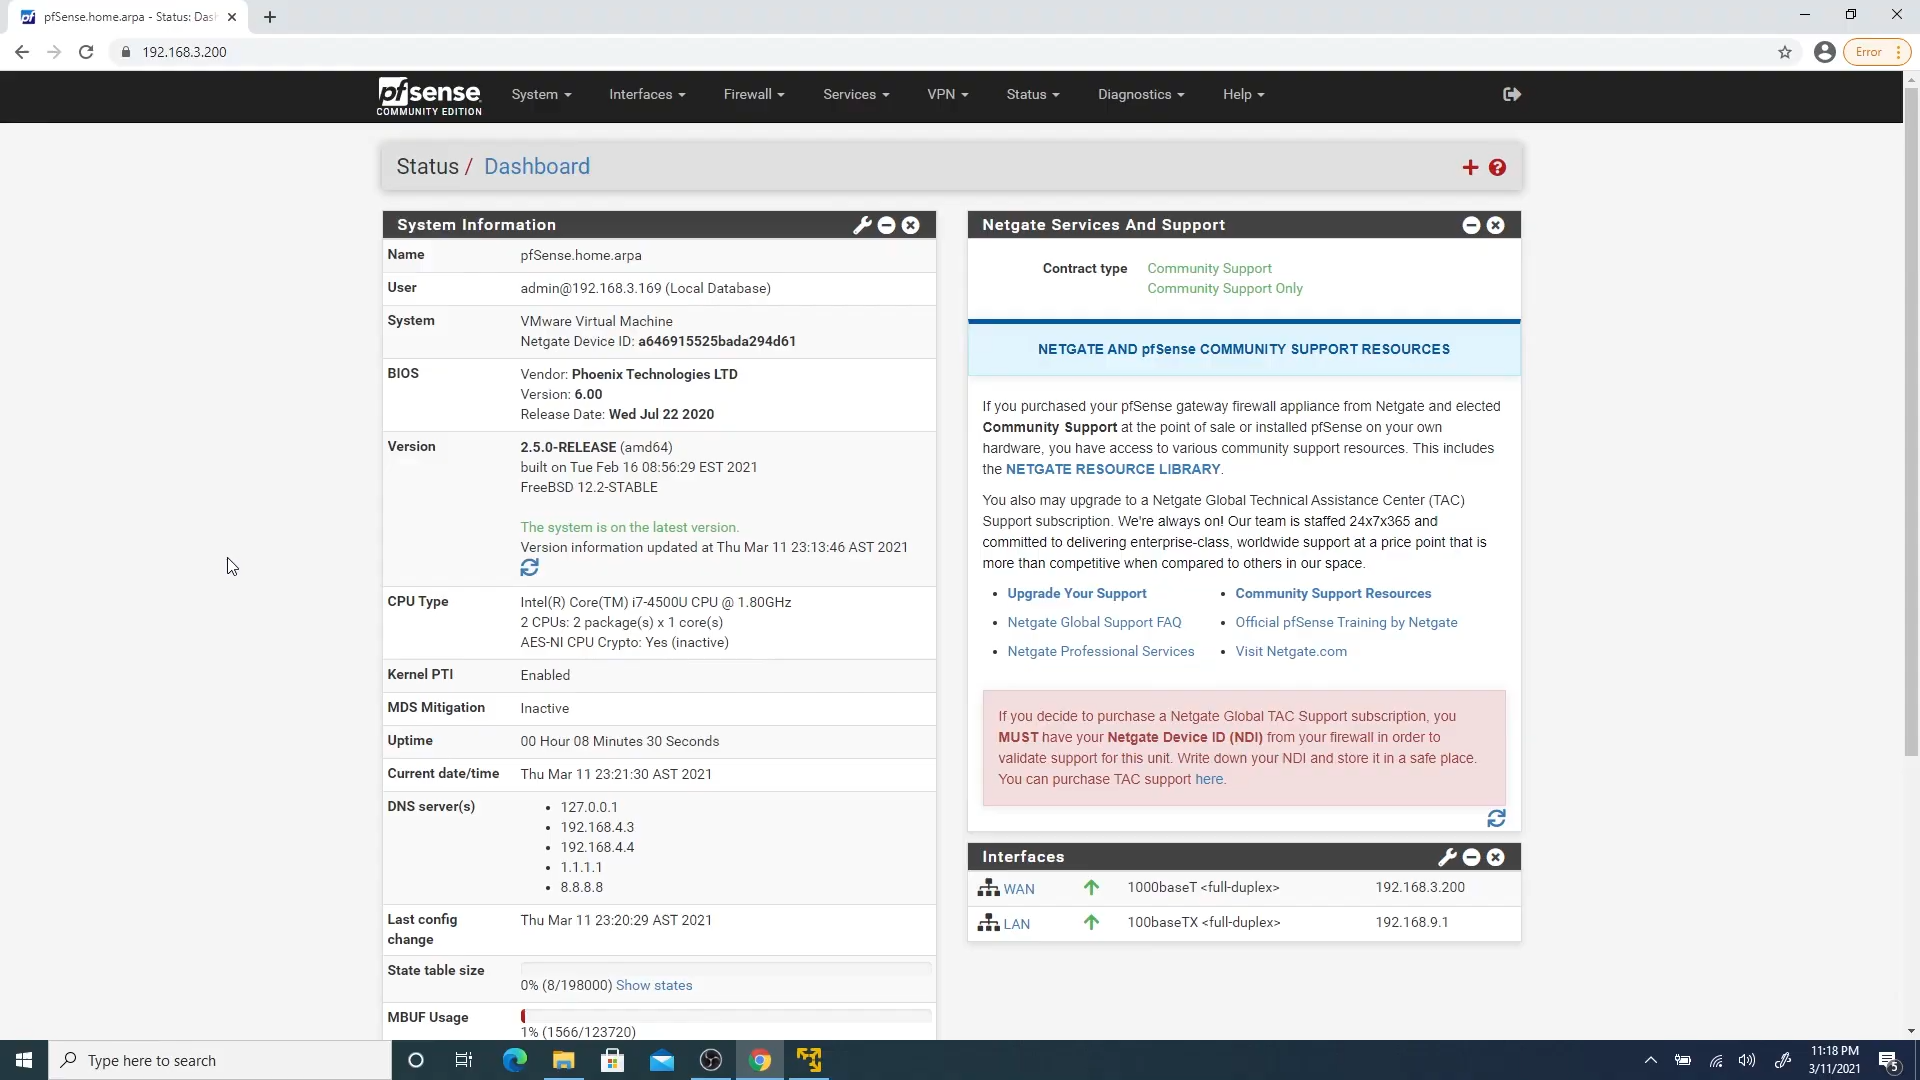 pfSense.home.arpa - Status: Das
192.168.3.200
Error
pfsense
COMMUNITY EDITION
System
Interfaces
Firewall
Services
VPN
Status
Diagnostics
Help
Status / Dashboard
System Information
Name pfSense.home.arpa
User admin@192.168.3.169 (Local Database)
System VMware Virtual Machine
Netgate Device ID: a646915525bada294d61
BIOS Vendor: Phoenix Technologies LTD
Version: 6.00
Release Date: Wed Jul 22 2020
Version 2.5.0-RELEASE (amd64)
built on Tue Feb 16 08:56:29 EST 2021
FreeBSD 12.2-STABLE
The system is on the latest version.
Version information updated at Thu Mar 11 23:13:46 AST 2021
CPU Type Intel(R) Core(TM) i7-4500U CPU @ 1.80GHz
2 CPUs: 2 package(s) x 1 core(s)
AES-NI CPU Crypto: Yes (inactive)
Kernel PTI Enabled
MDS Mitigation Inactive
Uptime 00 Hour 08 Minutes 30 Seconds
Current date/time Thu Mar 11 23:21:30 AST 2021
DNS server(s)
• 127.0.0.1
• 192.168.4.3
• 192.168.4.4
• 1.1.1.1
• 8.8.8.8
Last config change Thu Mar 11 23:20:29 AST 2021
State table size 0% (8/198000) Show states
MBUF Usage 1% (1566/123720)
Netgate Services And Support
Contract type Community Support
Community Support Only
NETGATE AND pfSense COMMUNITY SUPPORT RESOURCES
If you purchased your pfSense gateway firewall appliance from Netgate and elected
Community Support at the point of sale or installed pfSense on your own
hardware, you have access to various community support resources. This includes
the NETGATE RESOURCE LIBRARY.
You also may upgrade to a Netgate Global Technical Assistance Center (TAC)
Support subscription. We're always on! Our team is staffed 24x7x365 and
committed to delivering enterprise-class, worldwide support at a price point that is
more than competitive when compared to others in our space.
• Upgrade Your Support
• Community Support Resources
• Netgate Global Support FAQ
• Official pfSense Training by Netgate
• Netgate Professional Services
• Visit Netgate.com
If you decide to purchase a Netgate Global TAC Support subscription, you
MUST have your Netgate Device ID (NDI) from your firewall in order to
validate support for this unit. Write down your NDI and store it in a safe place.
You can purchase TAC support here.
Interfaces
WAN 1000baseT <full-duplex> 192.168.3.200
LAN 100baseTX <full-duplex> 192.168.9.1
Type here to search
11:18 PM
3/11/2021
5